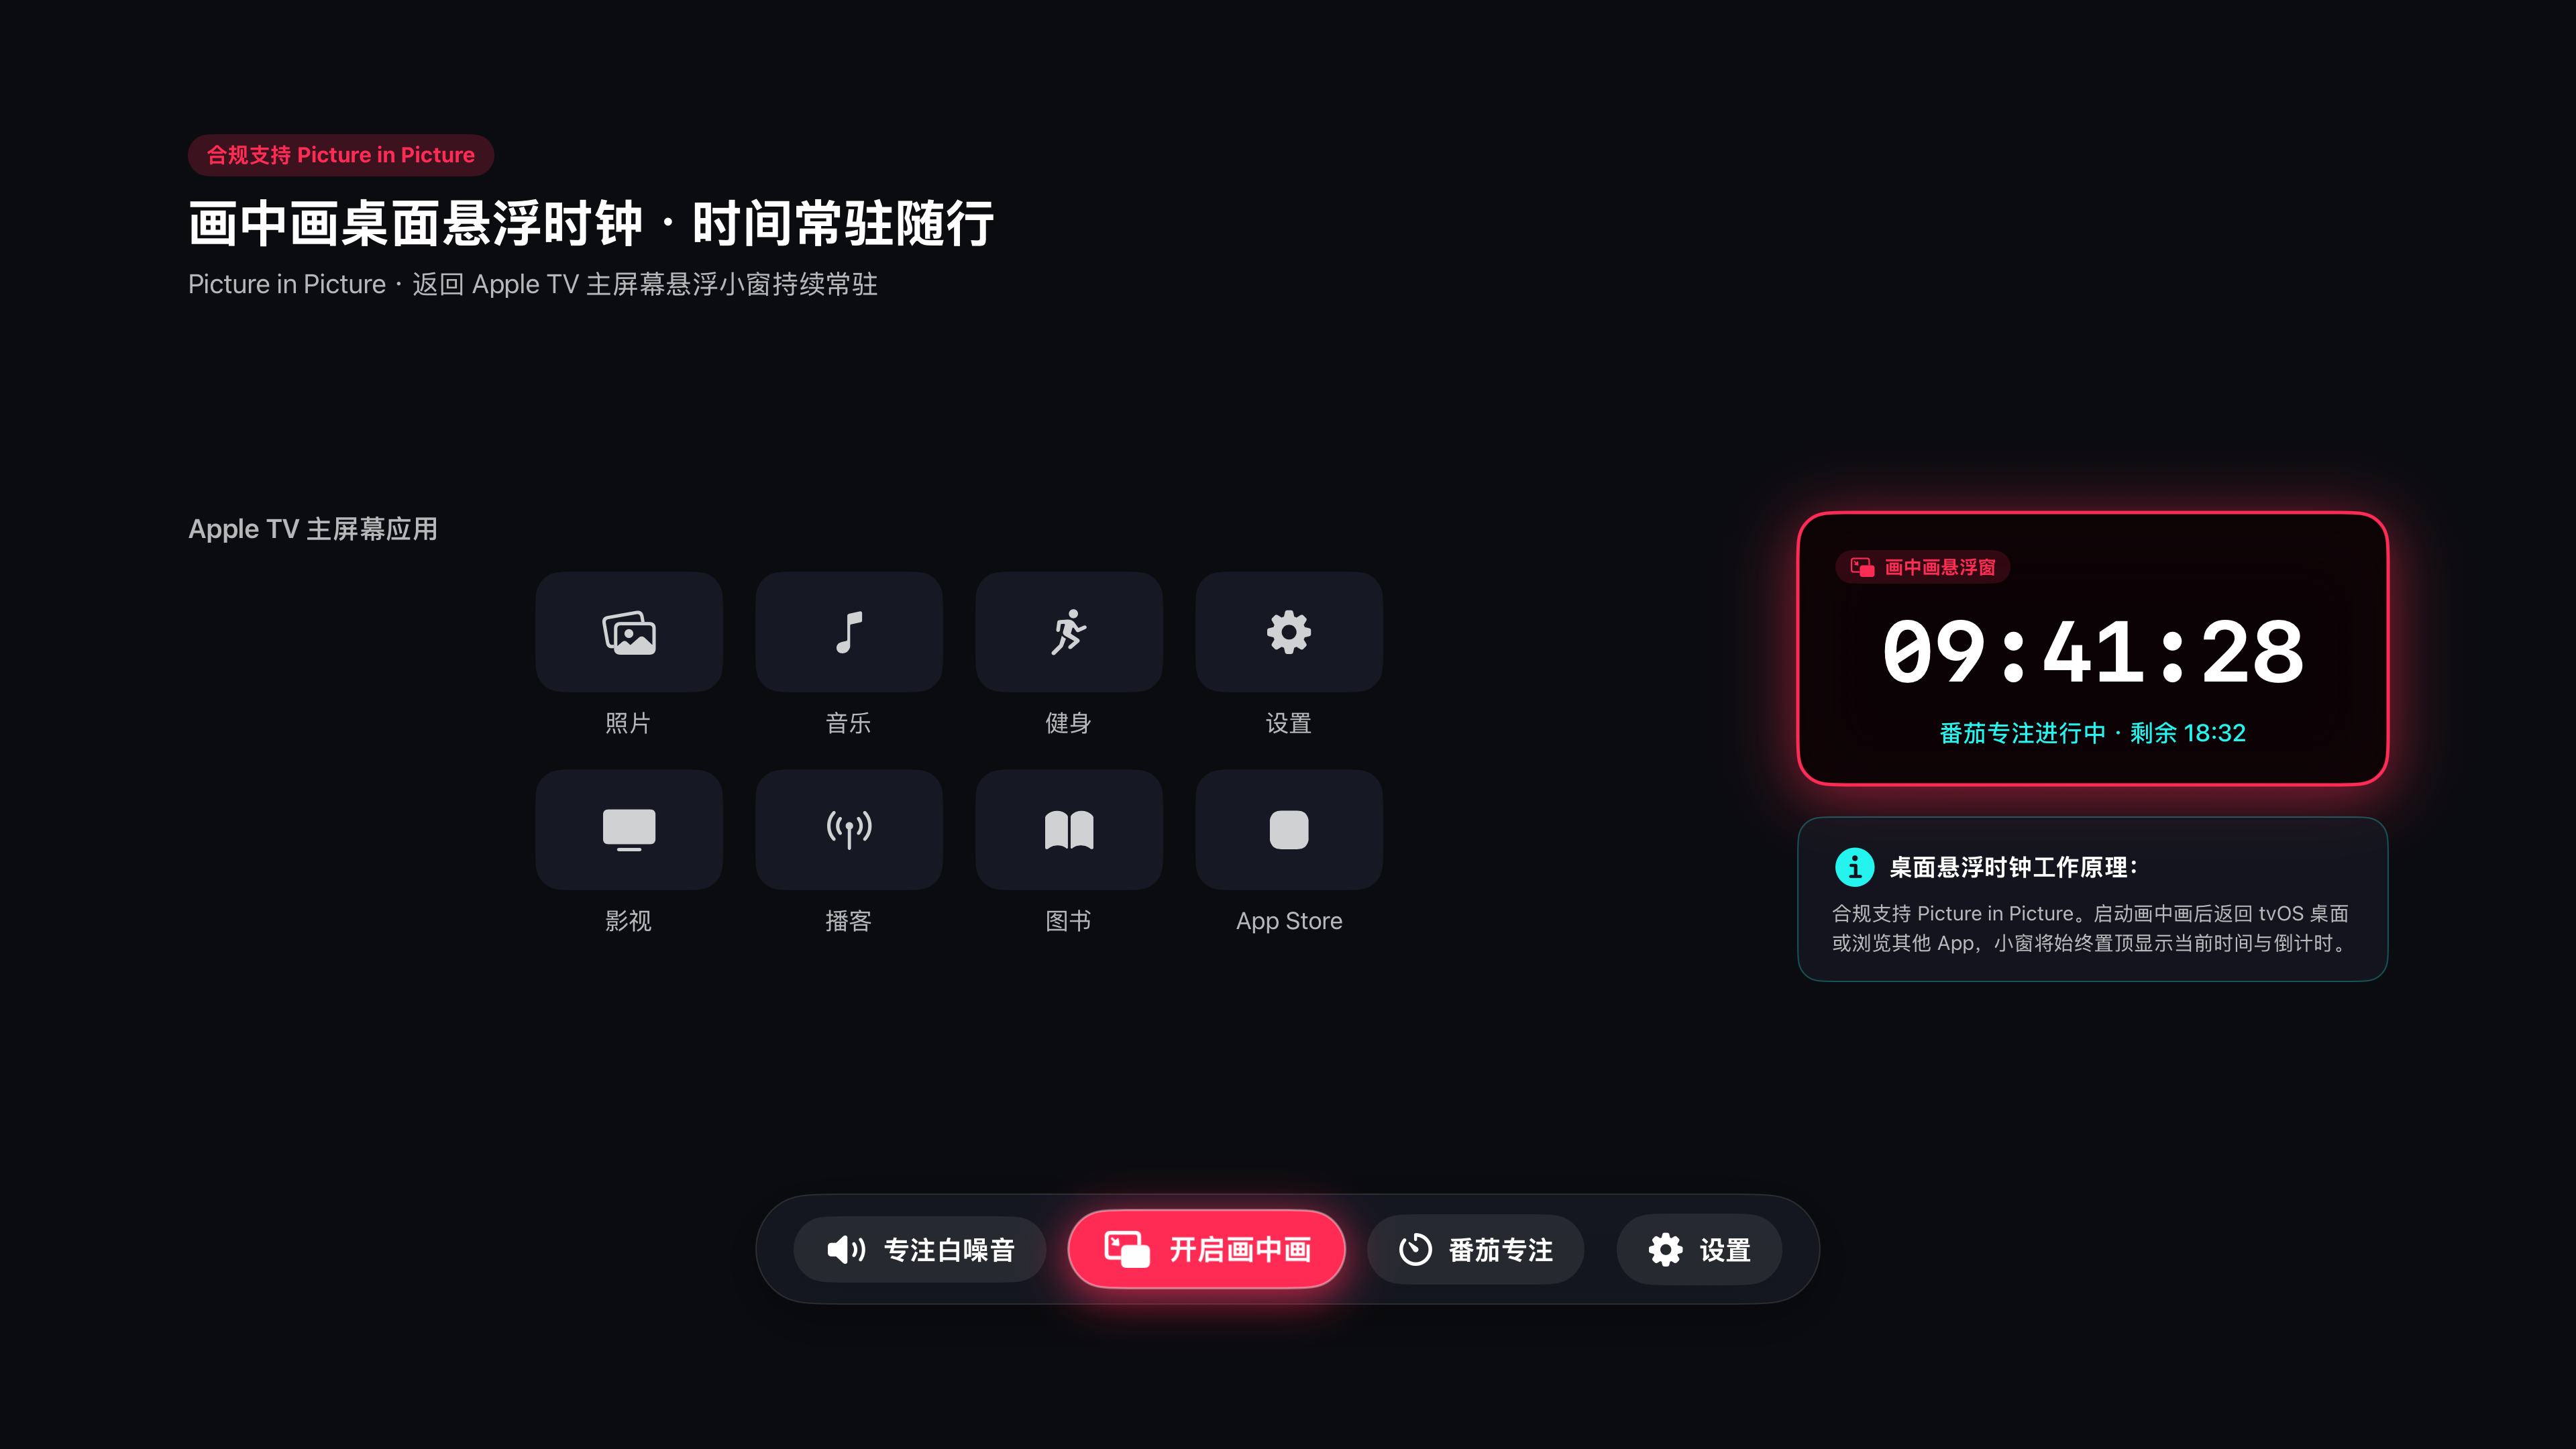 合规支持 Picture in Picture
画中画桌面悬浮时钟 · 时间常驻随行
Picture in Picture · 返回 Apple TV 主屏幕悬浮小窗持续常驻
Apple TV 主屏幕应用
照片
音乐
健身
设置
影视
播客
图书
App Store
画中画悬浮窗
09:41:28
番茄专注进行中 · 剩余 18:32
桌面悬浮时钟工作原理：
合规支持 Picture in Picture。启动画中画后返回 tvOS 桌面
或浏览其他 App，小窗将始终置顶显示当前时间与倒计时。
专注白噪音
开启画中画
番茄专注
设置